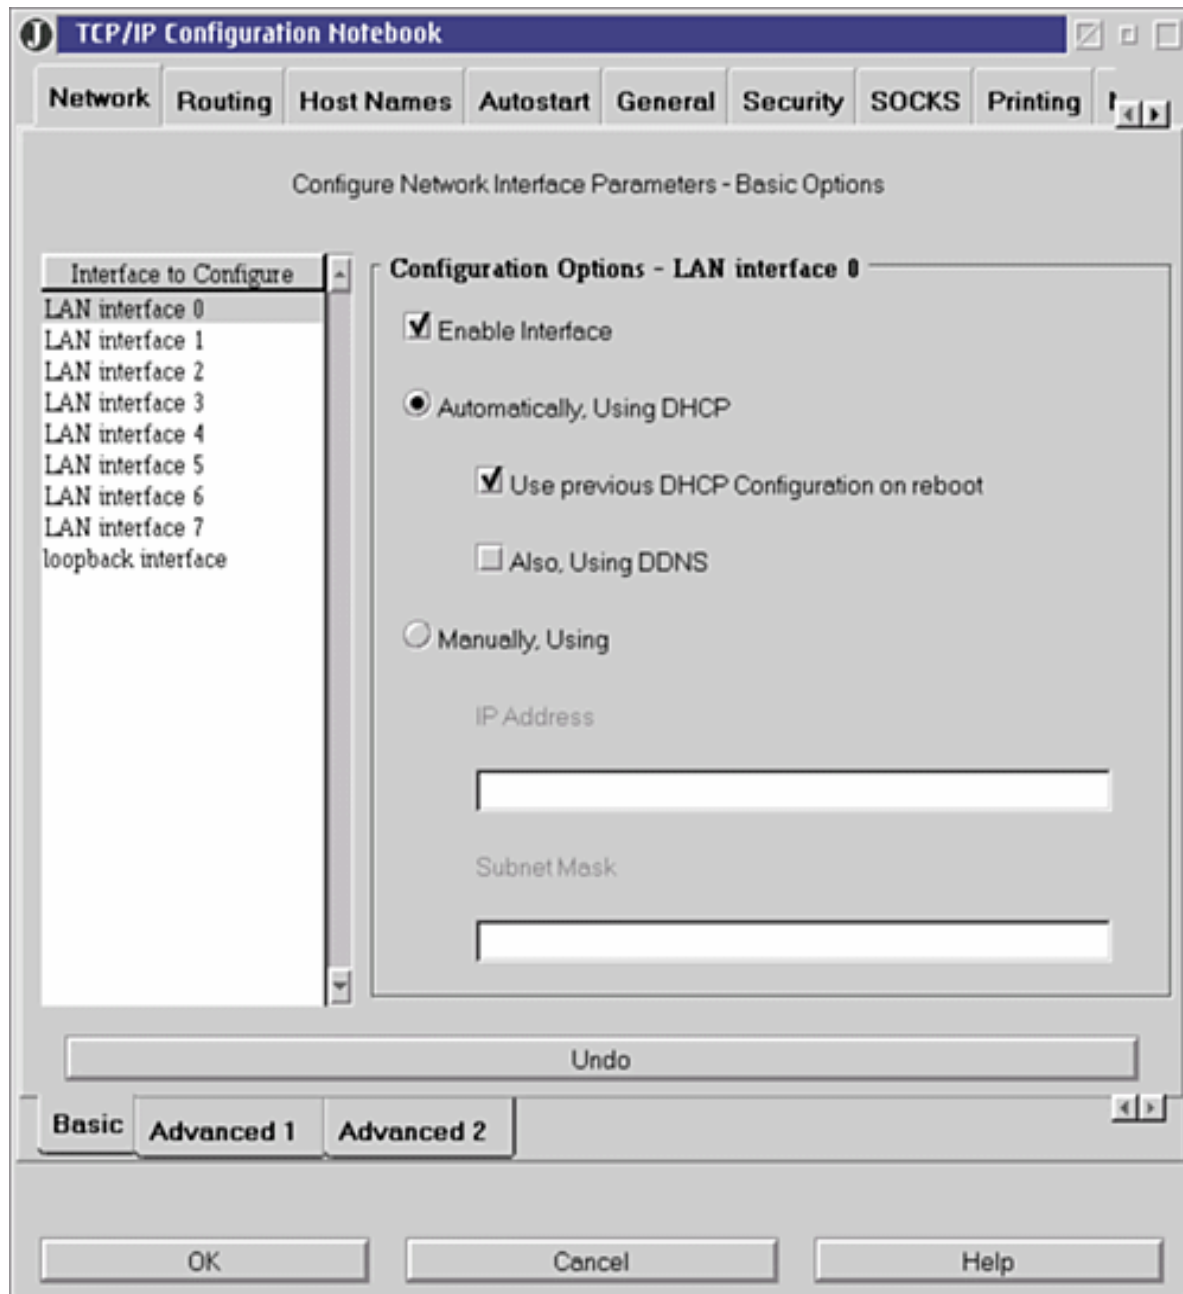 J TCP/IP Configuration Notebook
Network Routing Host Names Autostart General Security SOCKS Printing
Configure Network Interface Parameters - Basic Options
Interface to Configure
LAN interface 0
LAN interface 1
LAN interface 2
LAN interface 3
LAN interface 4
LAN interface 5
LAN interface 6
LAN interface 7
loopback interface
Configuration Options - LAN interface 0
Enable Interface
Automatically, Using DHCP
Use previous DHCP Configuration on reboot
Also, Using DDNS
Manually, Using
IP Address
Subnet Mask
Undo
Basic Advanced 1 Advanced 2
OK Cancel Help